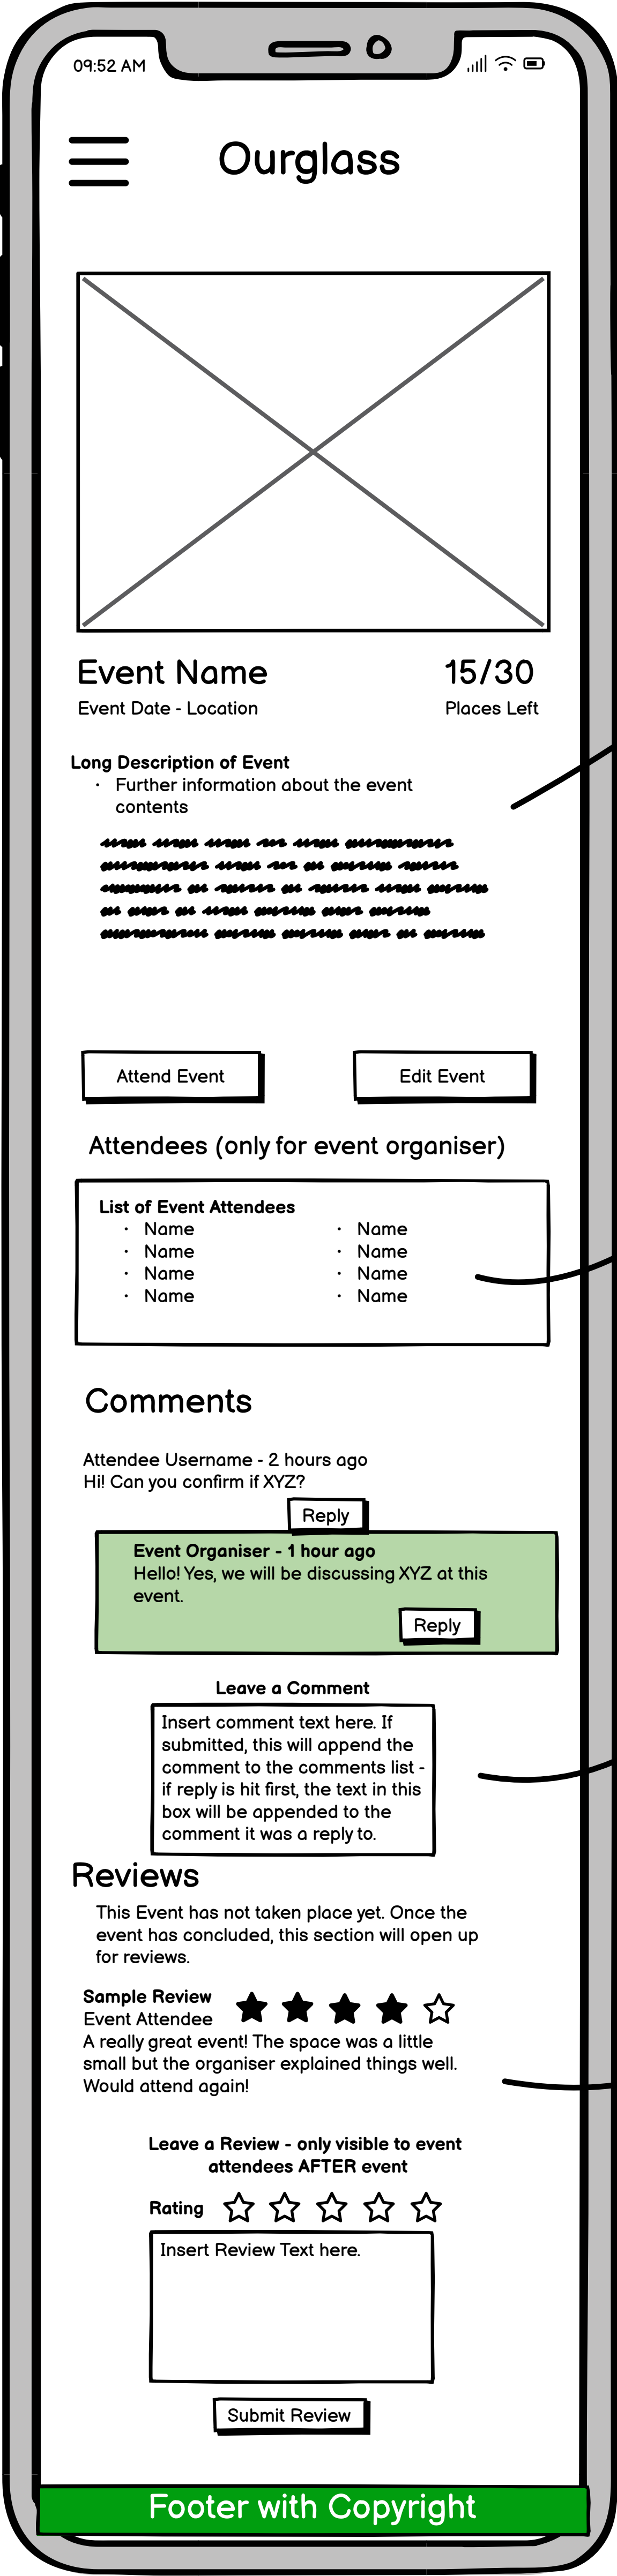 09:52 AM
Ourglass
Event Name
15/30
Event Date - Location
Places Left
Long Description of Event
· Further information about the event
contents
Attend Event
Edit Event
Attendees (only for event organiser)
List of Event Attendees
· Name · Name
· Name · Name
· Name · Name
· Name · Name
Comments
Attendee Username - 2 hours ago
Hi! Can you confirm if XYZ?
Reply
Event Organiser - 1 hour ago
Hello! Yes, we will be discussing XYZ at this
event.
Reply
Leave a Comment
Insert comment text here. If
submitted, this will append the
comment to the comments list -
if reply is hit first, the text in this
box will be appended to the
comment it was a reply to.
Reviews
This Event has not taken place yet. Once the
event has concluded, this section will open up
for reviews.
Sample Review
Event Attendee
A really great event! The space was a little
small but the organiser explained things well.
Would attend again!
Leave a Review - only visible to event
attendees AFTER event
Rating
Insert Review Text here.
Submit Review
Footer with Copyright